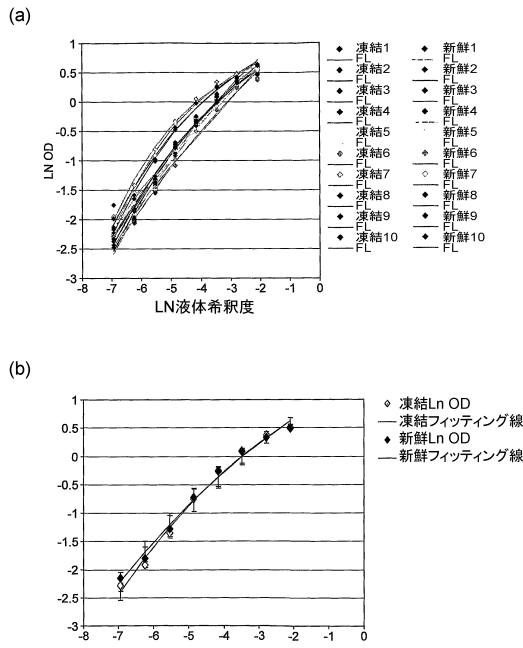 (a)
1
0.5
0
-0.5
-1
-1.5
-2
-2.5
-3
LN OD
-8 -7 -6 -5 -4 -3 -2 -1 0
LN液体希釈度
凍結1 新鮮1
FL FL
凍結2 新鮮2
FL FL
凍結3 新鮮3
FL FL
凍結4 新鮮4
FL FL
凍結5 新鮮5
FL FL
凍結6 新鮮6
FL FL
凍結7 新鮮7
FL FL
凍結8 新鮮8
FL FL
凍結9 新鮮9
FL FL
凍結10 新鮮10
FL FL
(b)
1
0.5
0
-0.5
-1
-1.5
-2
-2.5
-3
-8 -7 -6 -5 -4 -3 -2 -1 0
凍結Ln OD
凍結フィッティング線
新鮮Ln OD
新鮮フィッティング線